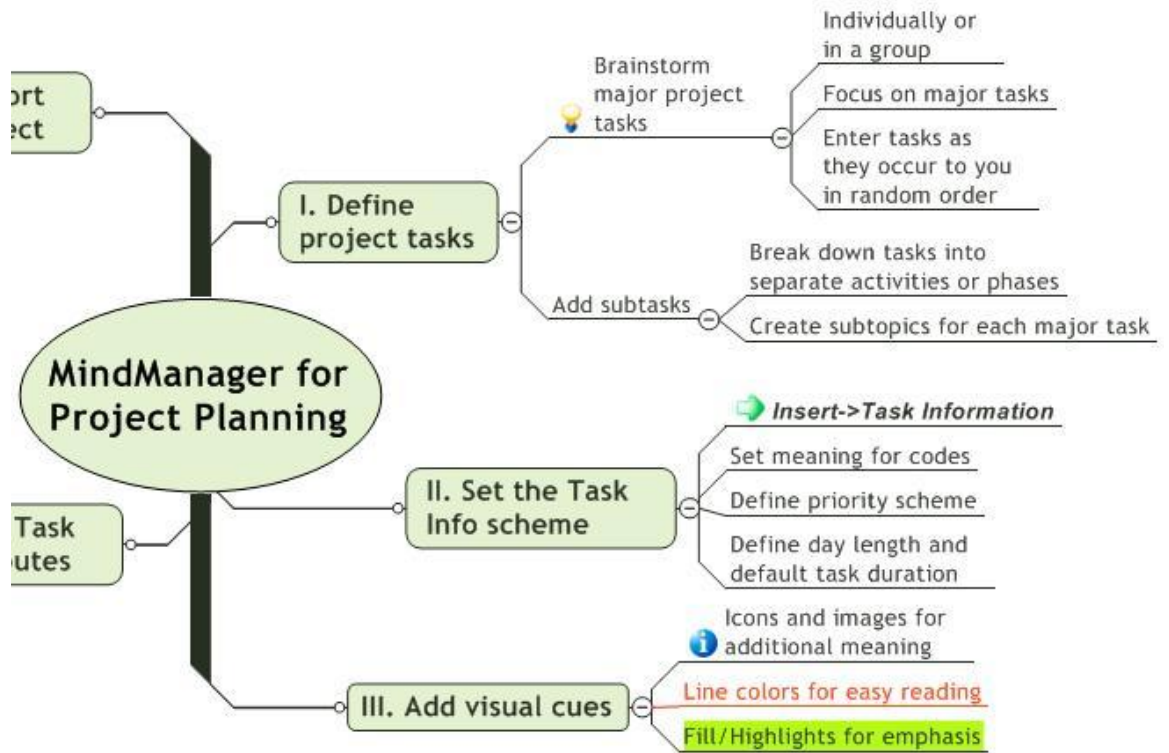 Individually or
in a group
Brainstorm
major project
tasks
Focus on major tasks
Enter tasks as
they occur to you
in random order
I. Define
project tasks
Break down tasks into
separate activities or phases
Add subtasks
Create subtopics for each major task
MindManager for
Project Planning
Insert->Task Information
Set meaning for codes
II. Set the Task
Info scheme
Define priority scheme
Define day length and
default task duration
Task
Icons and images for
additional meaning
III. Add visual cues
Line colors for easy reading
Fill/Highlights for emphasis